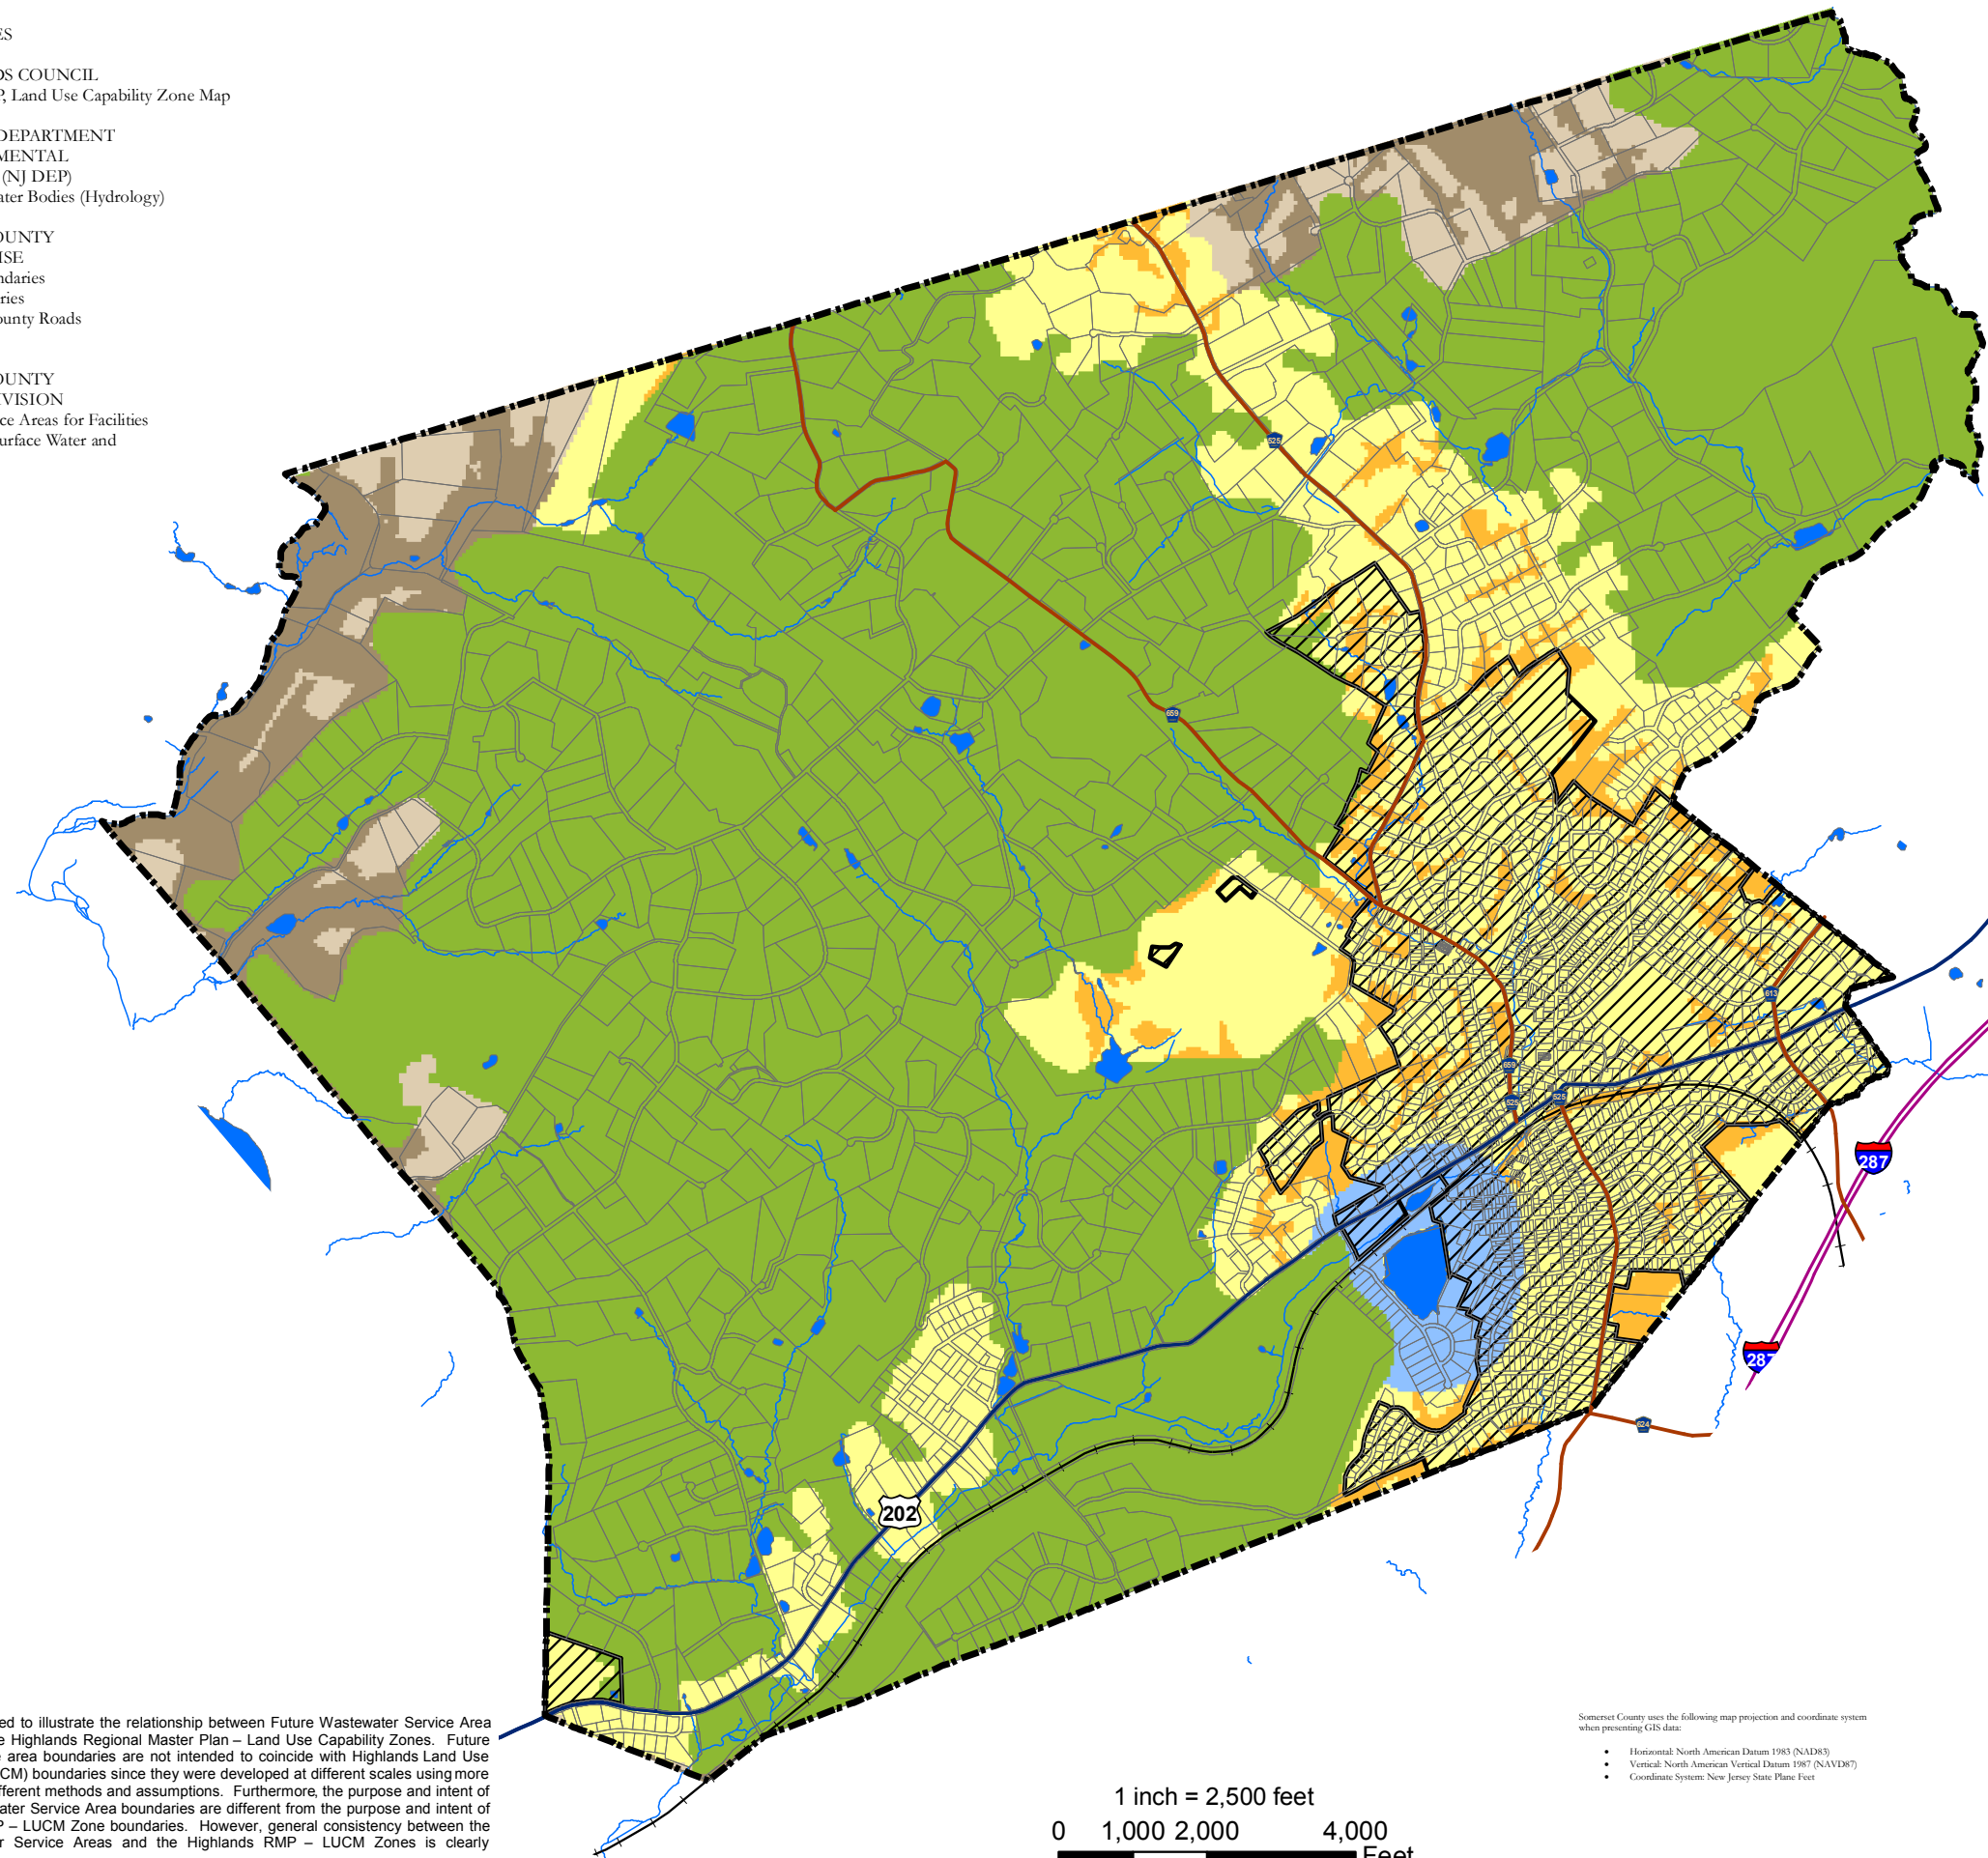 ES
DS COUNCIL
P, Land Use Capability Zone Map
DEPARTMENT
MENTAL
(NJ DEP)
ater Bodies (Hydrology)
OUNTY
ISE
ndaries
ries
ounty Roads
OUNTY
IVISION
ce Areas for Facilities
urface Water and
525
659
613
659
525
525
287
287
624
202
ed to illustrate the relationship between Future Wastewater Service Area
e Highlands Regional Master Plan – Land Use Capability Zones. Future
e area boundaries are not intended to coincide with Highlands Land Use
CM) boundaries since they were developed at different scales using more
fferent methods and assumptions. Furthermore, the purpose and intent of
ater Service Area boundaries are different from the purpose and intent of
P – LUCM Zone boundaries. However, general consistency between the
r Service Areas and the Highlands RMP – LUCM Zones is clearly
1 inch = 2,500 feet
0 1,000 2,000 4,000
Feet
Somerset County uses the following map projection and coordinate system
when presenting GIS data:
• Horizontal: North American Datum 1983 (NAD83)
• Vertical: North American Vertical Datum 1987 (NAVD87)
• Coordinate System: New Jersey State Plane Feet